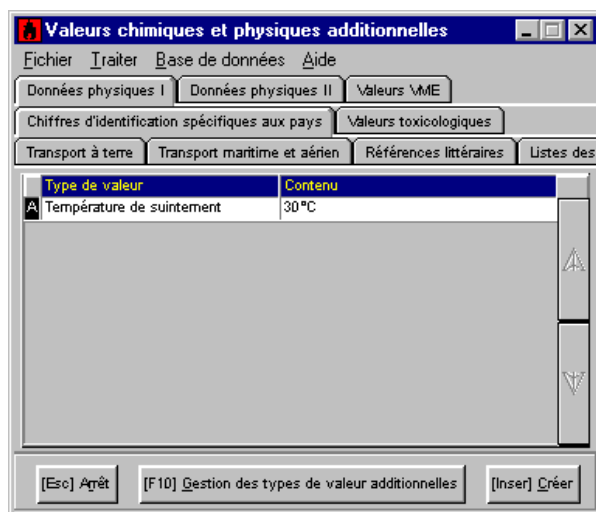 Valeurs chimiques et physiques additionnelles
Fichier Traiter Base de données Aide
Données physiques I Données physiques II Valeurs VME
Chiffres d'identification spécifiques aux pays Valeurs toxicologiques
Transport à terre Transport maritime et aérien Références littéraires Listes des
Type de valeur Contenu
A Température de suintement 30°C
[Esc] Arrêt [F10] Gestion des types de valeur additionnelles [Inser] Créer